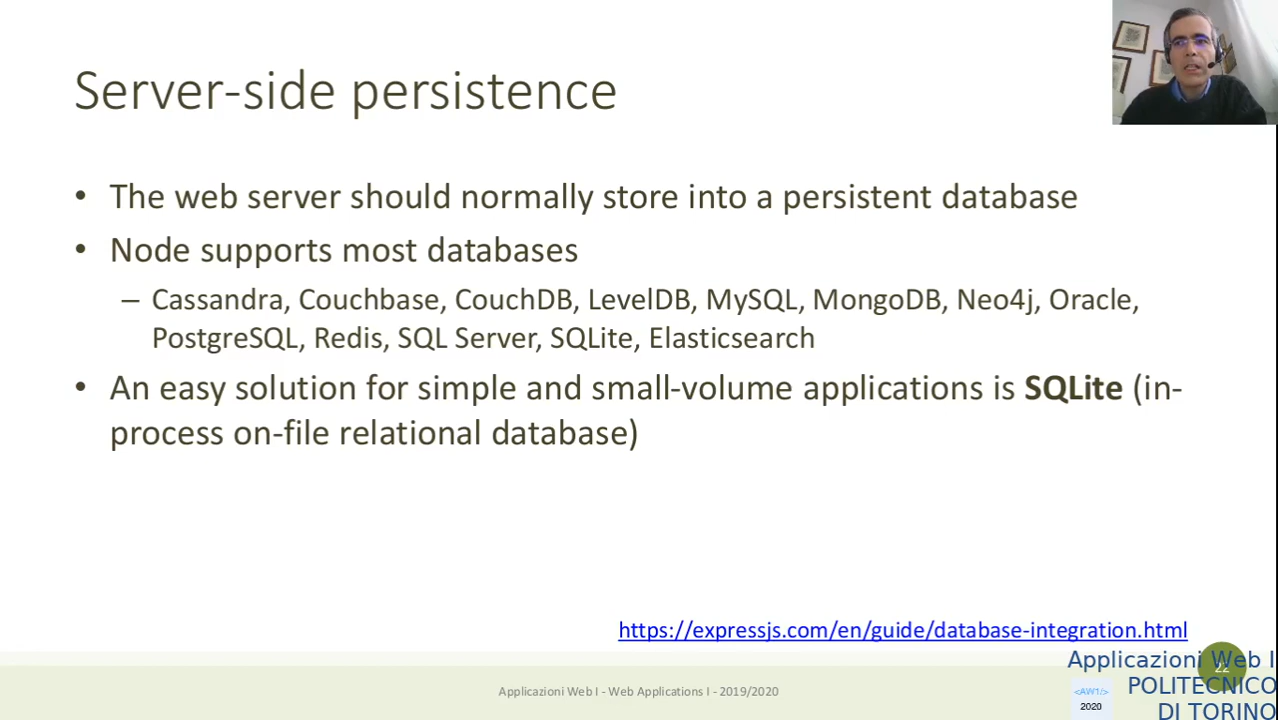 Server-side persistence
• The web server should normally store into a persistent database
• Node supports most databases
– Cassandra, Couchbase, CouchDB, LevelDB, MySQL, MongoDB, Neo4j, Oracle,
PostgreSQL, Redis, SQL Server, SQLite, Elasticsearch
• An easy solution for simple and small-volume applications is SQLite (in-
process on-file relational database)
https://expressjs.com/en/guide/database-integration.html
22
Applicazioni Web I - Web Applications I - 2019/2020
Applicazioni Web I
POLITECNICO
DI TORINO
<AW1/>
2020